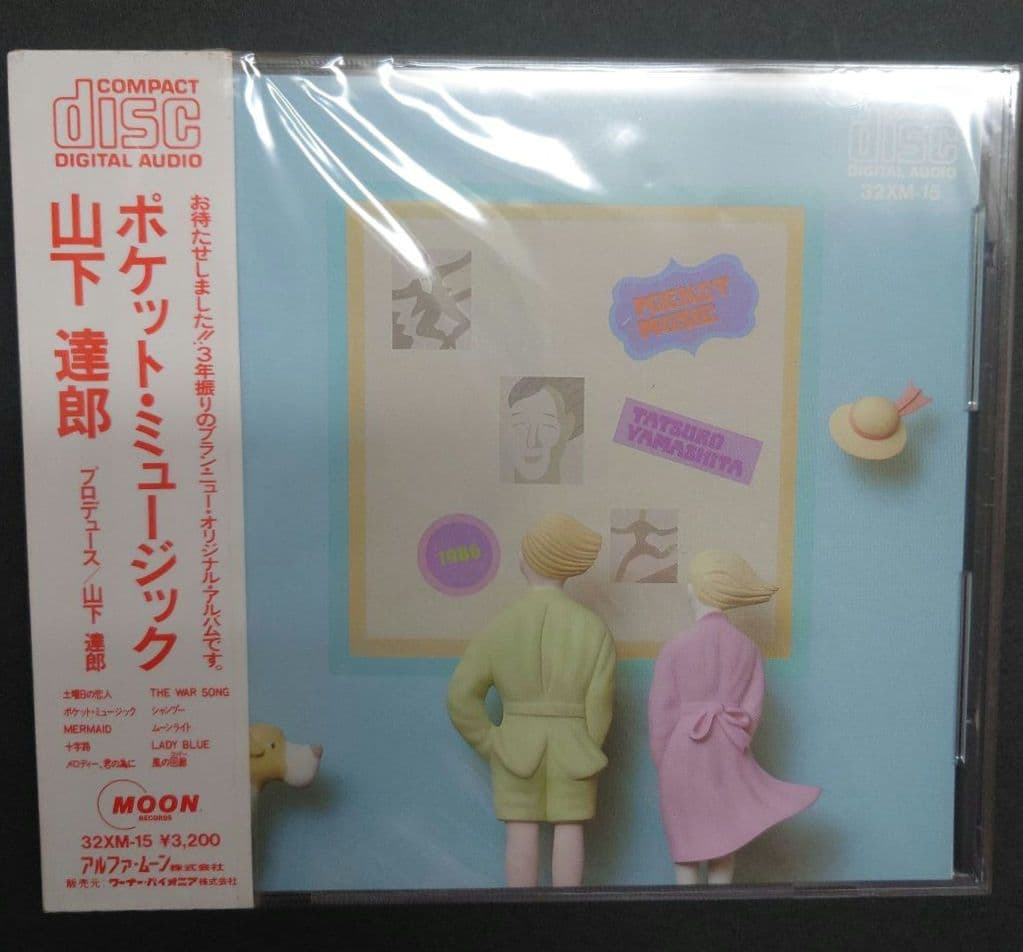 COMPACT
disc
DIGITAL AUDIO
お待たせしました!!3年振りのブラン・ニュー・オリジナル・アルバムです。
ポケット・ミュージック
山下 達郎
プロデュース/山下 達郎
土曜日の恋人 THE WAR SONG
ポケット・ミュージック シャンプー
MERMAID ムーンライト
十字路 LADY BLUE
メロディー、君の為に 風の回廊
MOON
RECORDS
32XM-15 ¥3,200
アルファ・ムーン株式会社
販売元:ワーナー・パイオニア株式会社
disc
DIGITAL AUDIO
32XM-15
POCKET
MUSIC
TATSURO
YAMASHITA
1986